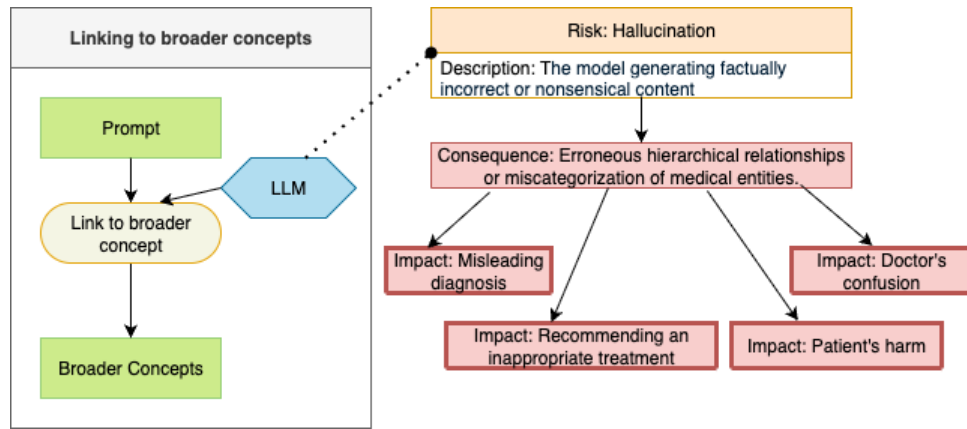 Linking to broader concepts
Prompt
LLM
Link to broader
concept
Broader Concepts
Risk: Hallucination
Description: The model generating factually
incorrect or nonsensical content
Consequence: Erroneous hierarchical relationships
or miscategorization of medical entities.
Impact: Misleading
diagnosis
Impact: Doctor's
confusion
Impact: Recommending an
inappropriate treatment
Impact: Patient's harm